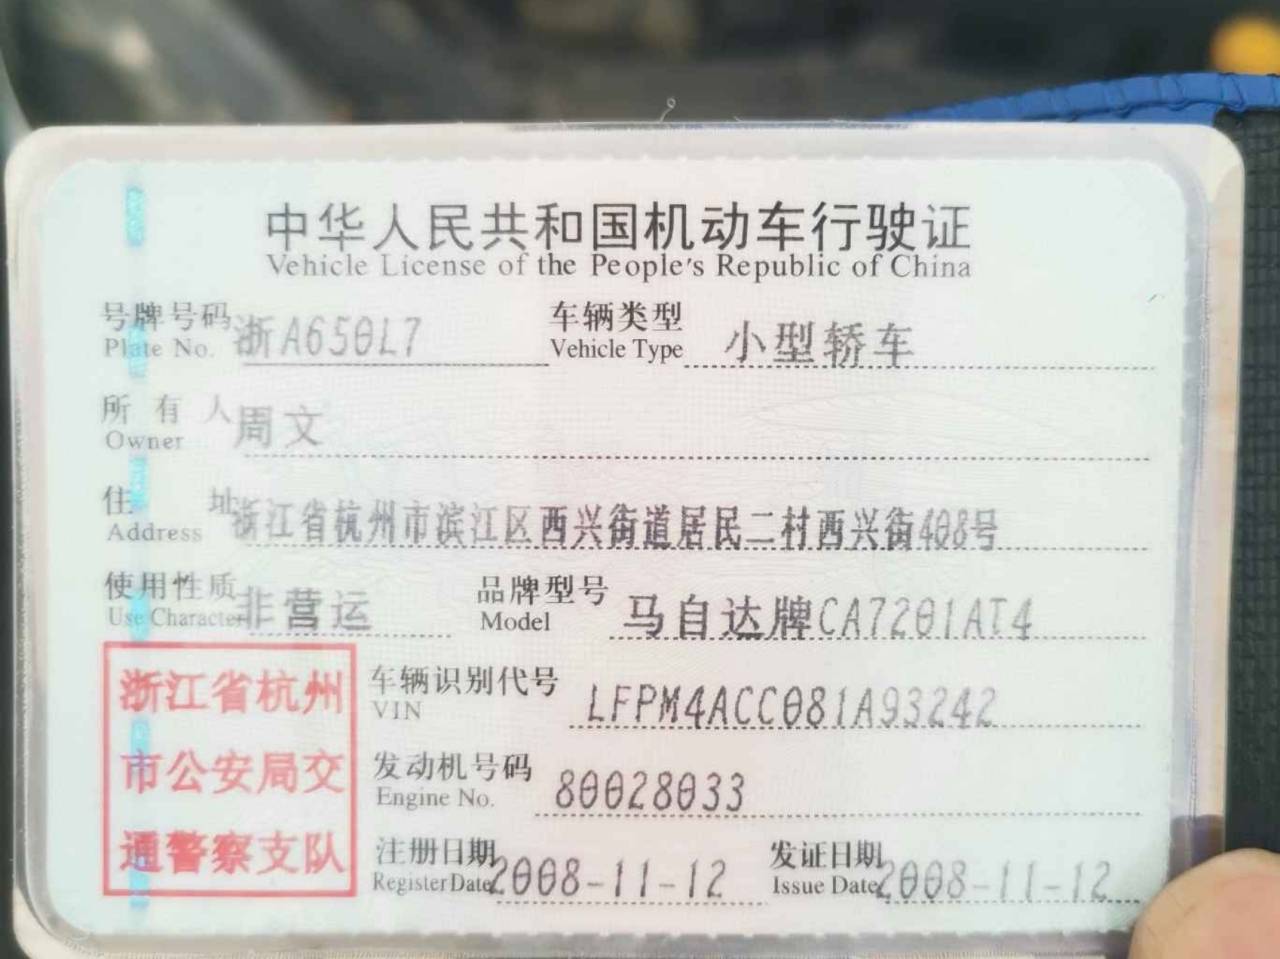 中华人民共和国机动车行驶证
Vehicle License of the People's Republic of China
号牌号码 浙A650L7 车辆类型 小型轿车
Plate No. Vehicle Type
所有人 周文
Owner
住址 浙江省杭州市滨江区西兴街道居民二村西兴街408号
Address
使用性质 非营运 品牌型号 马自达牌CA7201AT4
Use Character Model
车辆识别代号 LFPM4ACC081A93242
VIN
发动机号码 80028033
Engine No.
注册日期 2008-11-12 发证日期 2008-11-12
Register Date Issue Date
浙江省杭州
市公安局交
通警察支队